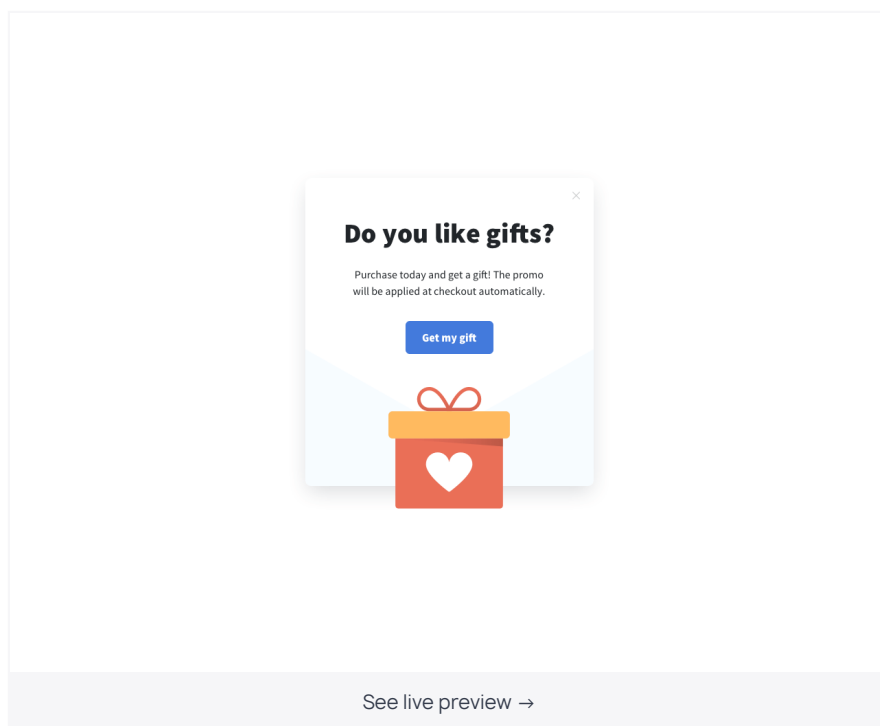 Do you like gifts?
Purchase today and get a gift! The promo
will be applied at checkout automatically.
Get my gift
See live preview →